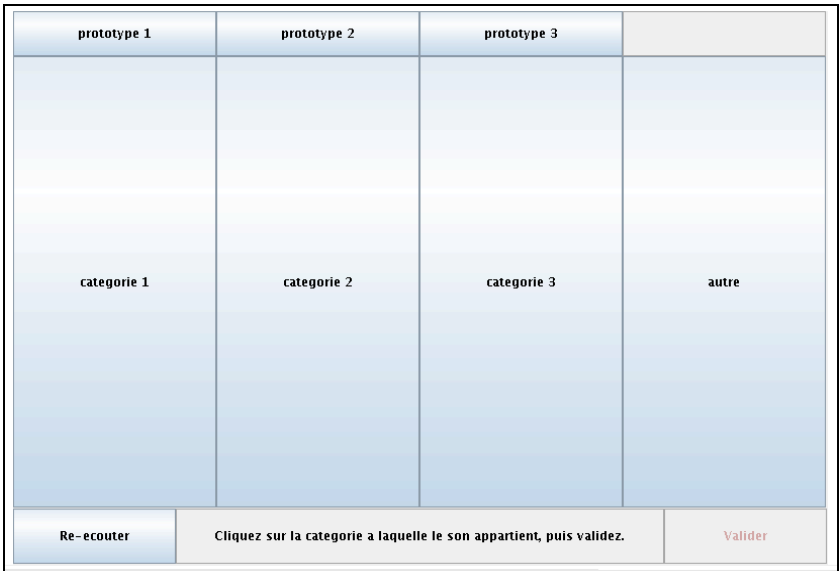 prototype 1 prototype 2 prototype 3
categorie 1 categorie 2 categorie 3 autre
Re-ecouter Cliquez sur la categorie a laquelle le son appartient, puis validez. Valider